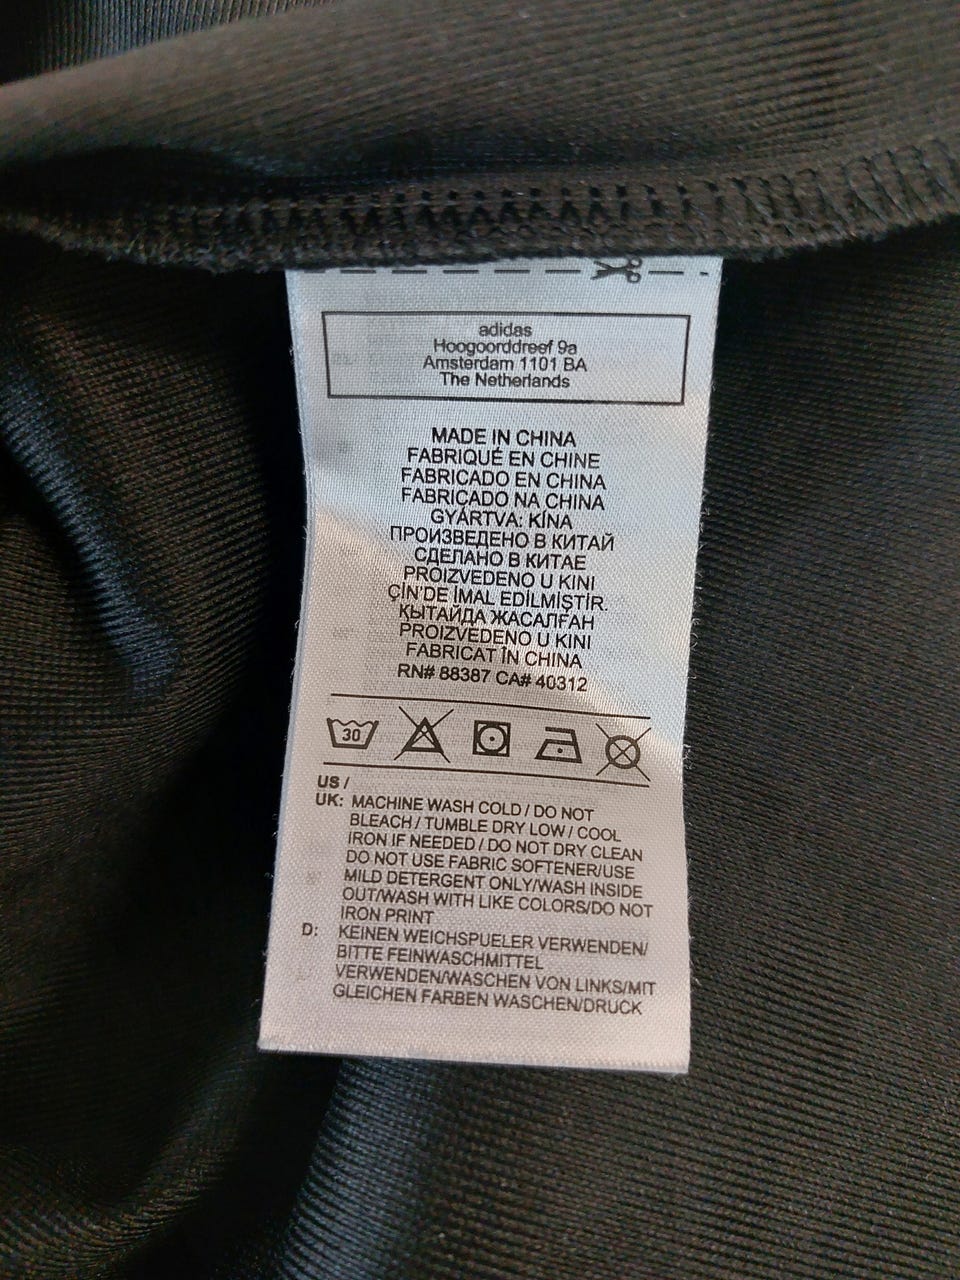 adidas
Hoogoorddreef 9a
Amsterdam 1101 BA
The Netherlands
MADE IN CHINA
FABRIQUÉ EN CHINE
FABRICADO EN CHINA
FABRICADO NA CHINA
GYÁRTVA: KÍNA
ПРОИЗВЕДЕНО В КИТАЙ
СДЕЛАНО В КИТАЕ
PROIZVEDENO U KINI
ÇİN'DE İMAL EDİLMİŞTİR.
ҚЫТАЙДА ЖАСАЛҒАН
PROIZVEDENO U KINI
FABRICAT ÎN CHINA
RN# 88387 CA# 40312
30
US /
UK: MACHINE WASH COLD / DO NOT
BLEACH / TUMBLE DRY LOW / COOL
IRON IF NEEDED / DO NOT DRY CLEAN
DO NOT USE FABRIC SOFTENER/USE
MILD DETERGENT ONLY/WASH INSIDE
OUT/WASH WITH LIKE COLORS/DO NOT
IRON PRINT
D: KEINEN WEICHSPUELER VERWENDEN/
BITTE FEINWASCHMITTEL
VERWENDEN/WASCHEN VON LINKS/MIT
GLEICHEN FARBEN WASCHEN/DRUCK